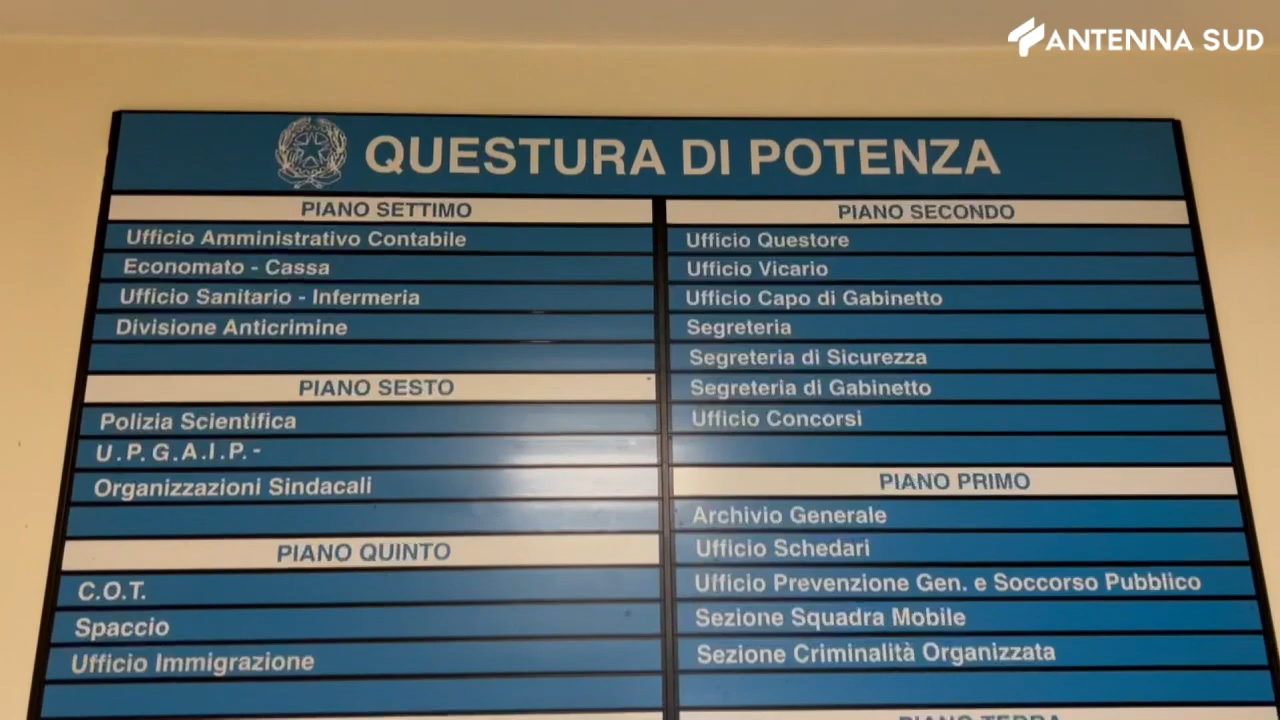 ANTENNA SUD
QUESTURA DI POTENZA
PIANO SETTIMO
Ufficio Amministrativo Contabile
Economato - Cassa
Ufficio Sanitario - Infermeria
Divisione Anticrimine
PIANO SESTO
Polizia Scientifica
U.P.G.A.I.P.-
Organizzazioni Sindacali
PIANO QUINTO
C.O.T.
Spaccio
Ufficio Immigrazione
PIANO SECONDO
Ufficio Questore
Ufficio Vicario
Ufficio Capo di Gabinetto
Segreteria
Segreteria di Sicurezza
Segreteria di Gabinetto
Ufficio Concorsi
PIANO PRIMO
Archivio Generale
Ufficio Schedari
Ufficio Prevenzione Gen. e Soccorso Pubblico
Sezione Squadra Mobile
Sezione Criminalità Organizzata
PIANO TERRA